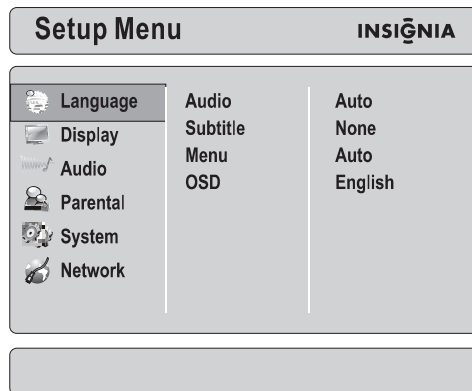 Setup Menu
INSIGNIA
Language
Display
Audio
Parental
System
Network
Audio Auto
Subtitle None
Menu Auto
OSD English